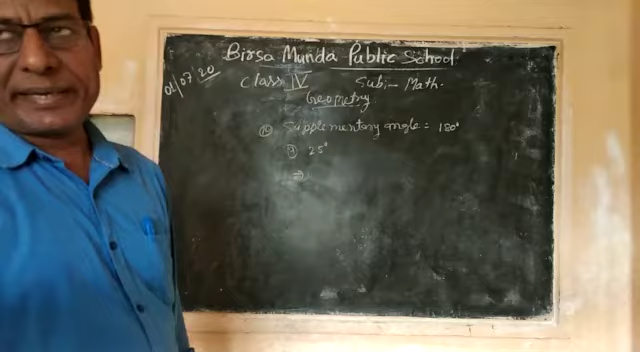 Birsa Munda Public School.
01/07/20
Class IV Sub:- Math.
Geometry.
Supplementary angle = 180°
25°